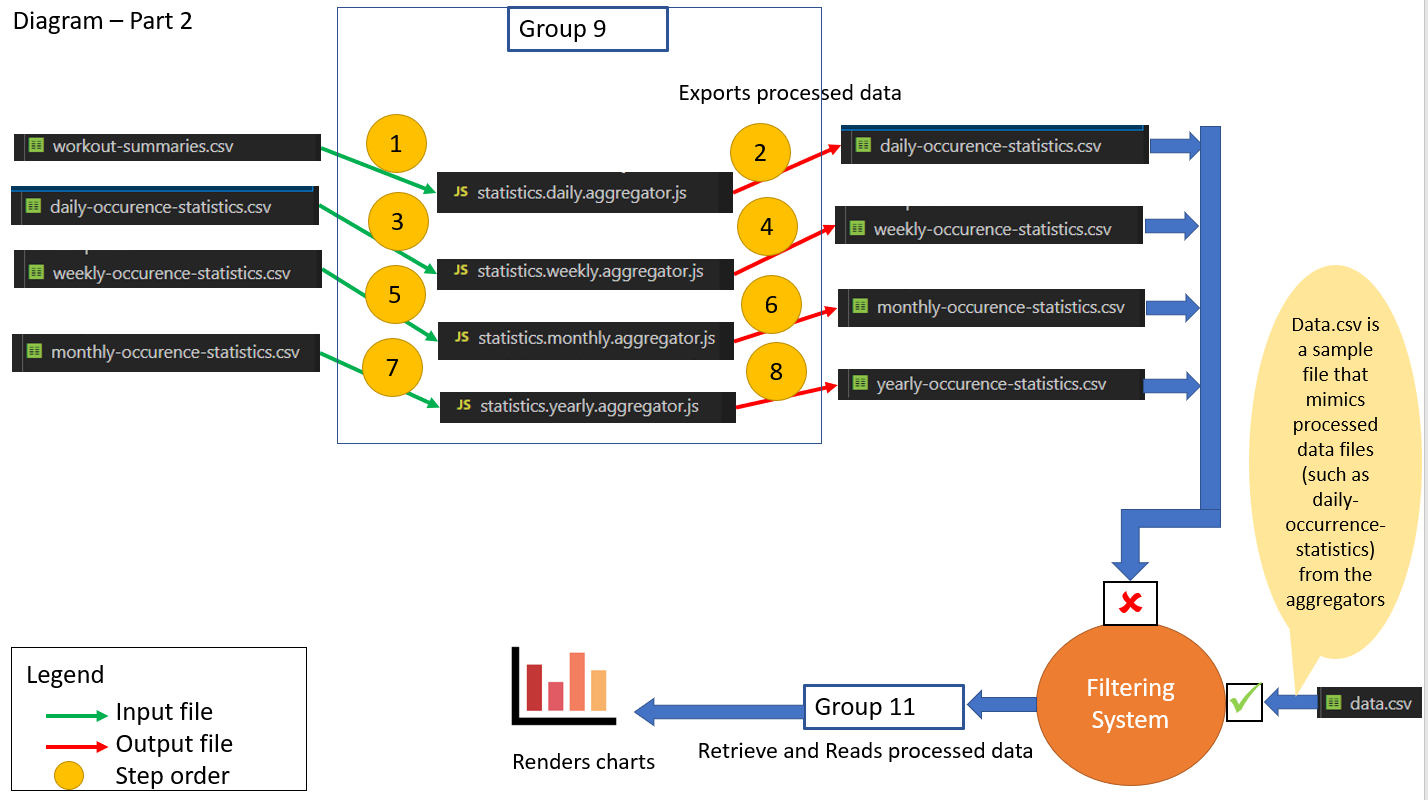 Diagram – Part 2
Group 9
Exports processed data
workout-summaries.csv
1
statistics.daily.aggregator.js
2
daily-occurence-statistics.csv
daily-occurence-statistics.csv
3
statistics.weekly.aggregator.js
4
weekly-occurence-statistics.csv
weekly-occurence-statistics.csv
5
statistics.monthly.aggregator.js
6
monthly-occurence-statistics.csv
monthly-occurence-statistics.csv
7
statistics.yearly.aggregator.js
8
yearly-occurence-statistics.csv
Data.csv is
a sample
file that
mimics
processed
data files
(such as
daily-
occurrence-
statistics)
from the
aggregators
Filtering
System
data.csv
Group 11
Retrieve and Reads processed data
Renders charts
Legend
Input file
Output file
Step order